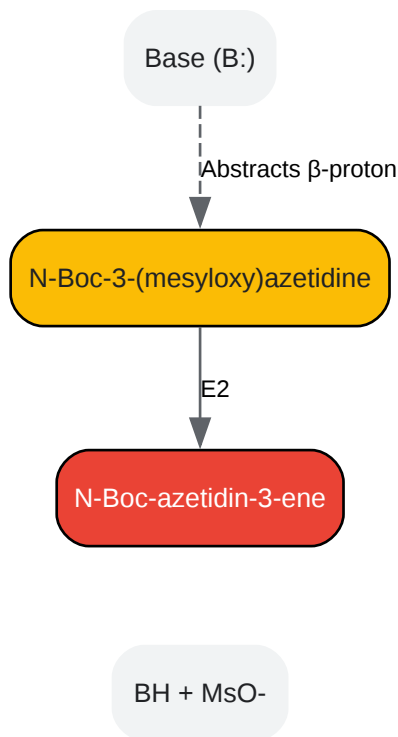 Base (B:)
Abstracts β-proton
N-Boc-3-(mesyloxy)azetidine
E2
N-Boc-azetidin-3-ene
BH + MsO-